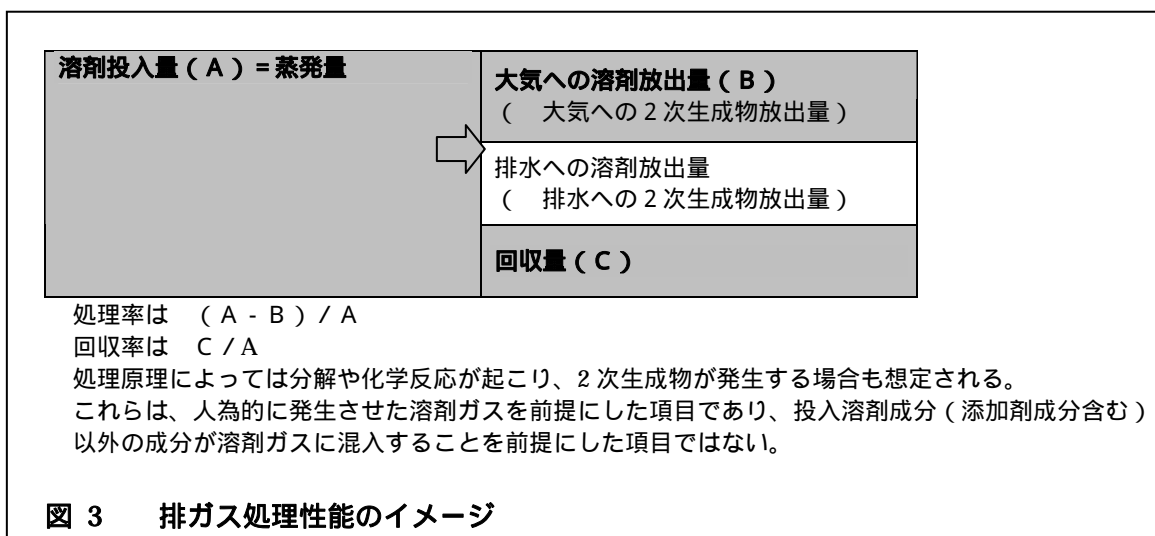 溶剤投入量（Ａ）＝蒸発量
大気への溶剤放出量（Ｂ）
（　大気への２次生成物放出量）
排水への溶剤放出量
（　排水への２次生成物放出量）
回収量（Ｃ）
処理率は　（Ａ－Ｂ）／Ａ
回収率は　Ｃ／A
処理原理によっては分解や化学反応が起こり、2 次生成物が発生する場合も想定される。
これらは、人為的に発生させた溶剤ガスを前提にした項目であり、投入溶剤成分（添加剤成分含む）
以外の成分が溶剤ガスに混入することを前提にした項目ではない。
図 3　排ガス処理性能のイメージ